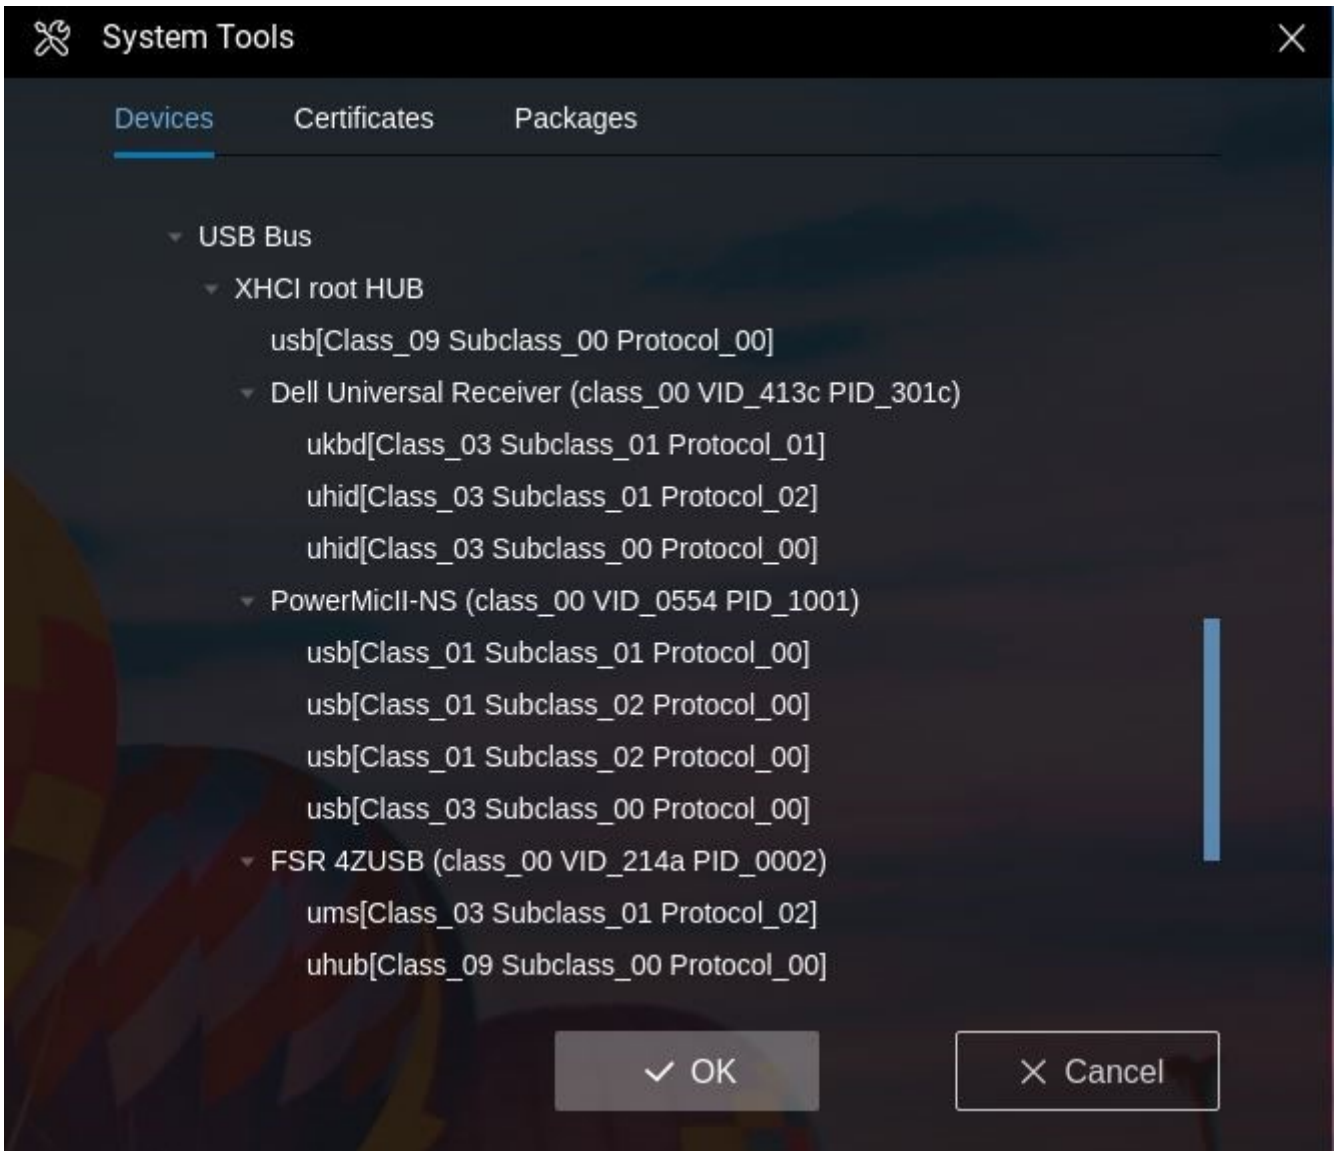 System Tools
Devices Certificates Packages
USB Bus
XHCI root HUB
usb[Class_09 Subclass_00 Protocol_00]
Dell Universal Receiver (class_00 VID_413c PID_301c)
ukbd[Class_03 Subclass_01 Protocol_01]
uhid[Class_03 Subclass_01 Protocol_02]
uhid[Class_03 Subclass_00 Protocol_00]
PowerMicII-NS (class_00 VID_0554 PID_1001)
usb[Class_01 Subclass_01 Protocol_00]
usb[Class_01 Subclass_02 Protocol_00]
usb[Class_01 Subclass_02 Protocol_00]
usb[Class_03 Subclass_00 Protocol_00]
FSR 4ZUSB (class_00 VID_214a PID_0002)
ums[Class_03 Subclass_01 Protocol_02]
uhub[Class_09 Subclass_00 Protocol_00]
OK Cancel